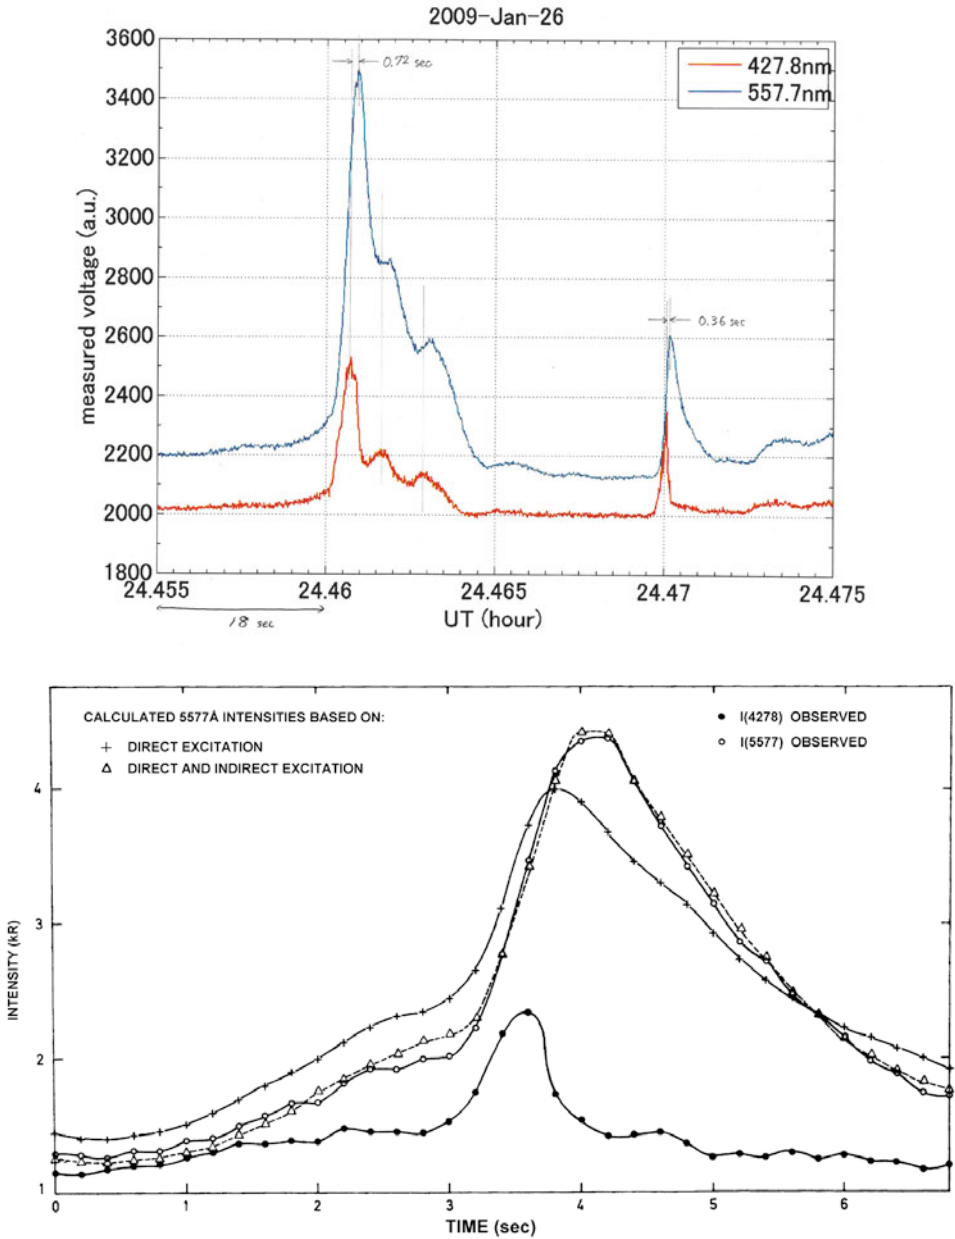 2009-Jan-26
3600
3400
3200
3000
2800
2600
2400
2200
2000
1800
measured voltage (a.u.)
0.72 sec
427.8nm
557.7nm
0.36 sec
24.455
24.46
24.465
24.47
24.475
UT (hour)
18 sec
CALCULATED 5577Å INTENSITIES BASED ON:
+ DIRECT EXCITATION
△ DIRECT AND INDIRECT EXCITATION
● I(4278) OBSERVED
○ I(5577) OBSERVED
4
3
2
1
INTENSITY (kR)
0 1 2 3 4 5 6
TIME (sec)